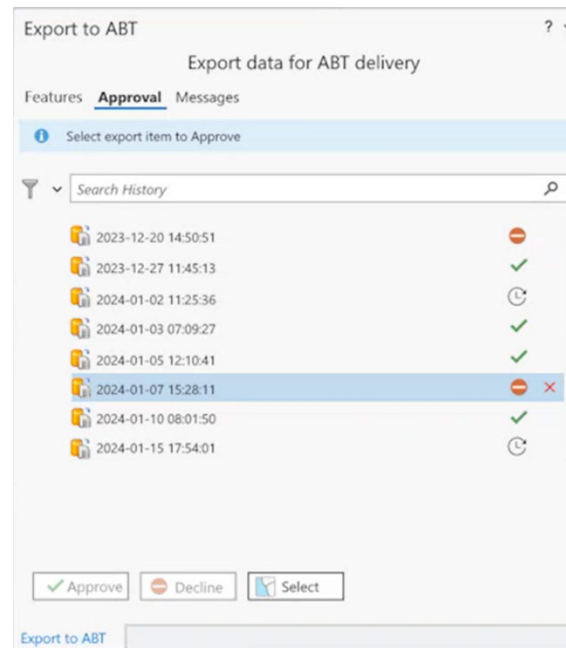 Export to ABT
?
Export data for ABT delivery
Features Approval Messages
Select export item to Approve
Search History
2023-12-20 14:50:51
2023-12-27 11:45:13
2024-01-02 11:25:36
2024-01-03 07:09:27
2024-01-05 12:10:41
2024-01-07 15:28:11
2024-01-10 08:01:50
2024-01-15 17:54:01
Approve Decline Select
Export to ABT